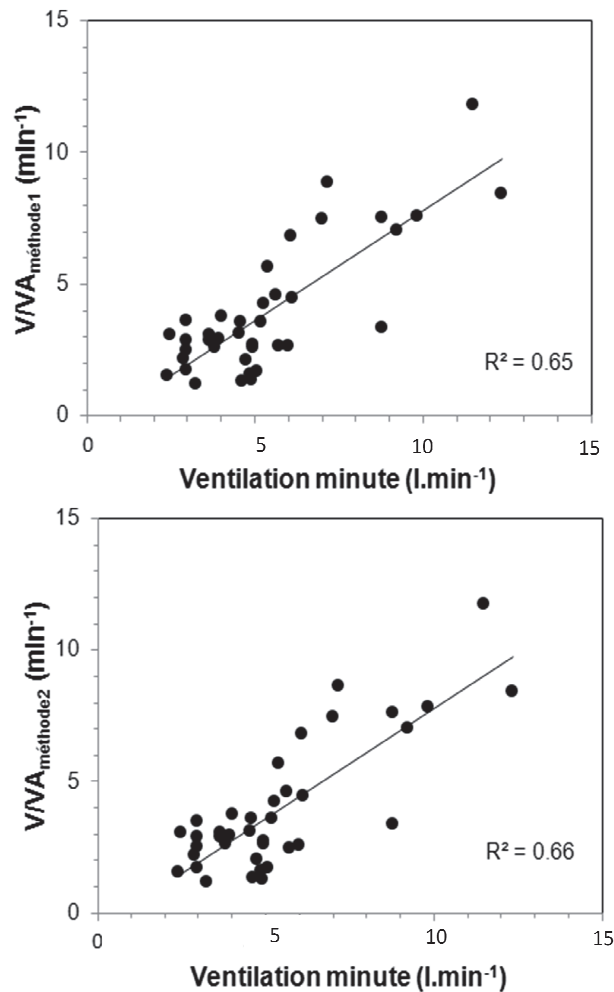 15
10
5
0
V/VAméthode1 (mln-1)
R² = 0.65
0 5 10 15
Ventilation minute (l.min-1)
15
10
5
0
V/VAméthode2 (mln-1)
R² = 0.66
0 5 10 15
Ventilation minute (l.min-1)